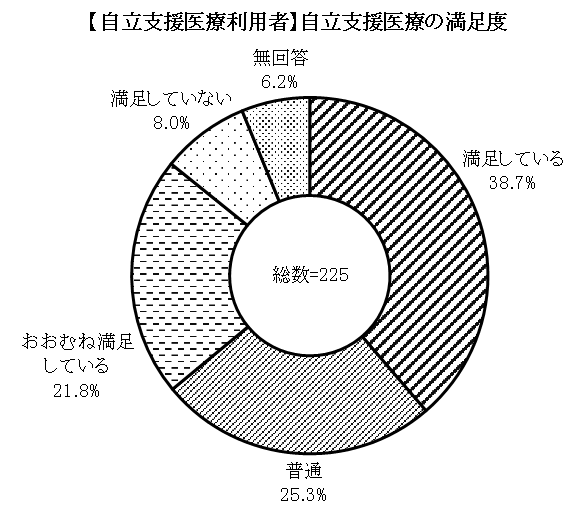 【自立支援医療利用者】自立支援医療の満足度
無回答
6.2%
満足していない
8.0%
満足している
38.7%
総数=225
おおむね満足
している
21.8%
普通
25.3%